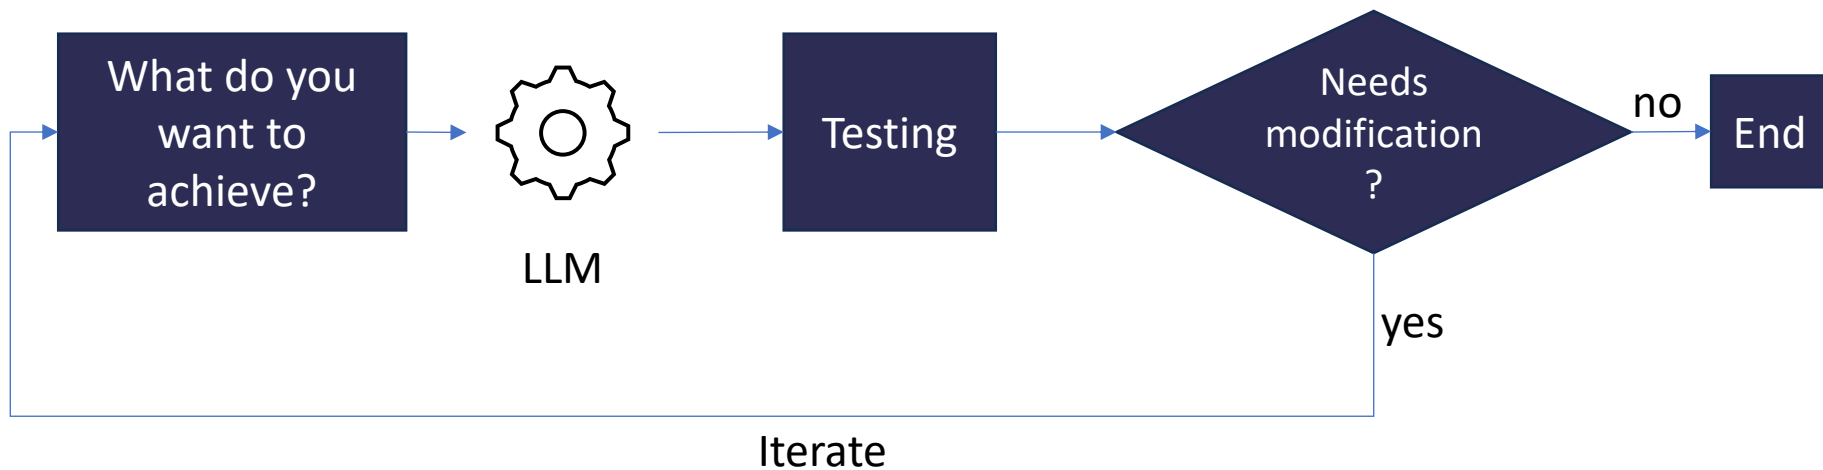 What do you
want to
achieve?
LLM
Testing
Needs
modification
?
no
End
yes
Iterate